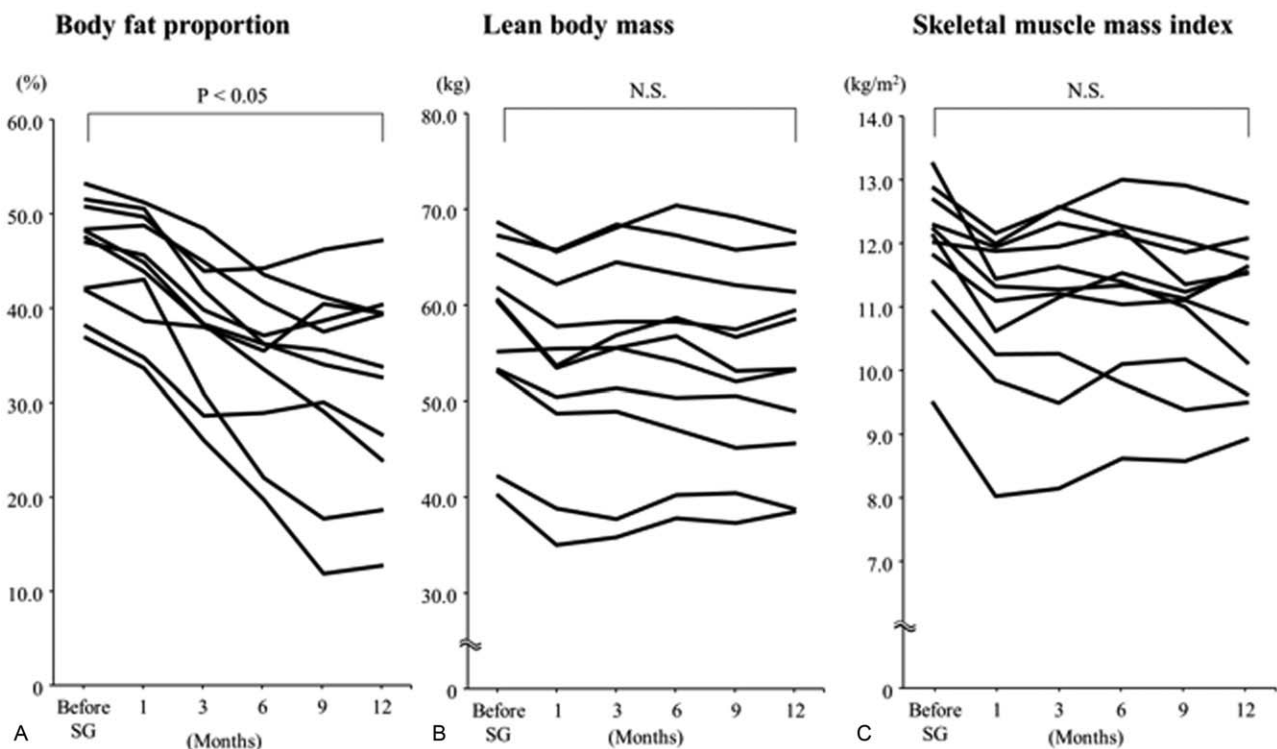 Body fat proportion
(%)
P < 0.05
60.0
50.0
40.0
30.0
20.0
10.0
0
Before SG 1 3 6 9 12
(Months)
A
Lean body mass
(kg)
N.S.
80.0
70.0
60.0
50.0
40.0
30.0
0
Before SG 1 3 6 9 12
(Months)
B
Skeletal muscle mass index
(kg/m²)
N.S.
14.0
13.0
12.0
11.0
10.0
9.0
8.0
7.0
0
Before SG 1 3 6 9 12
(Months)
C